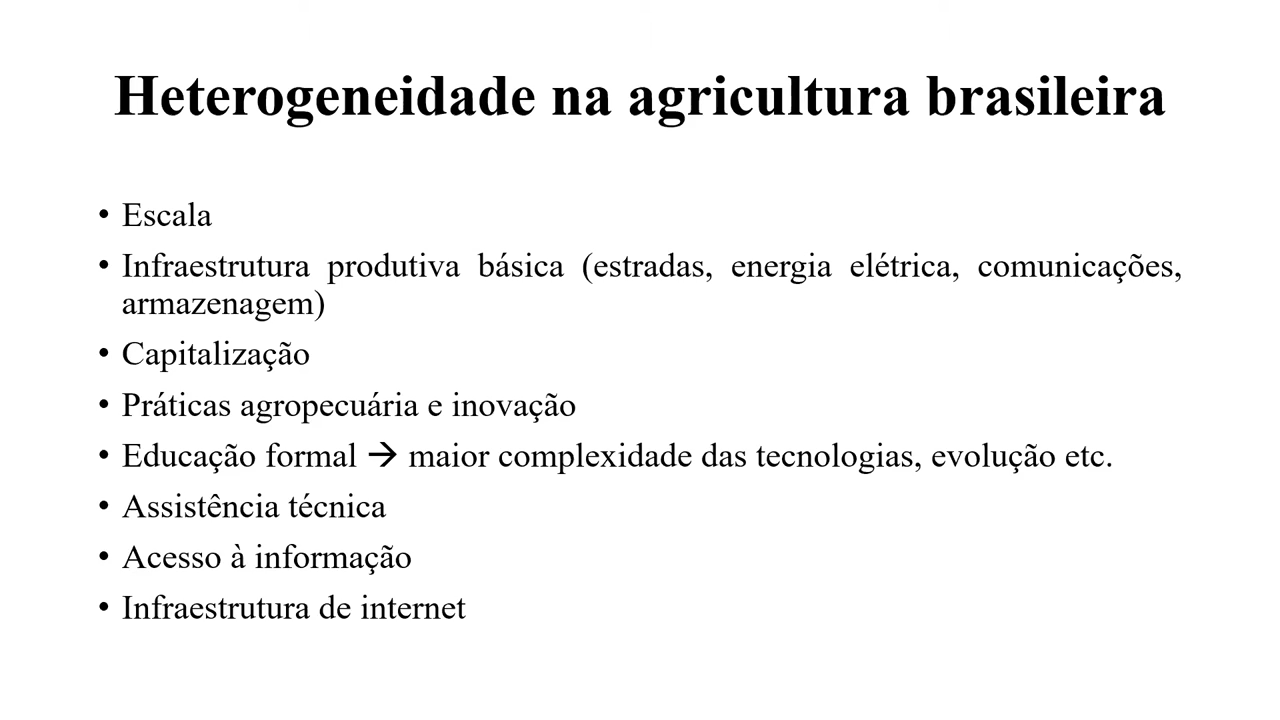 Heterogeneidade na agricultura brasileira
• Escala
• Infraestrutura produtiva básica (estradas, energia elétrica, comunicações,
armazenagem)
• Capitalização
• Práticas agropecuária e inovação
• Educação formal → maior complexidade das tecnologias, evolução etc.
• Assistência técnica
• Acesso à informação
• Infraestrutura de internet